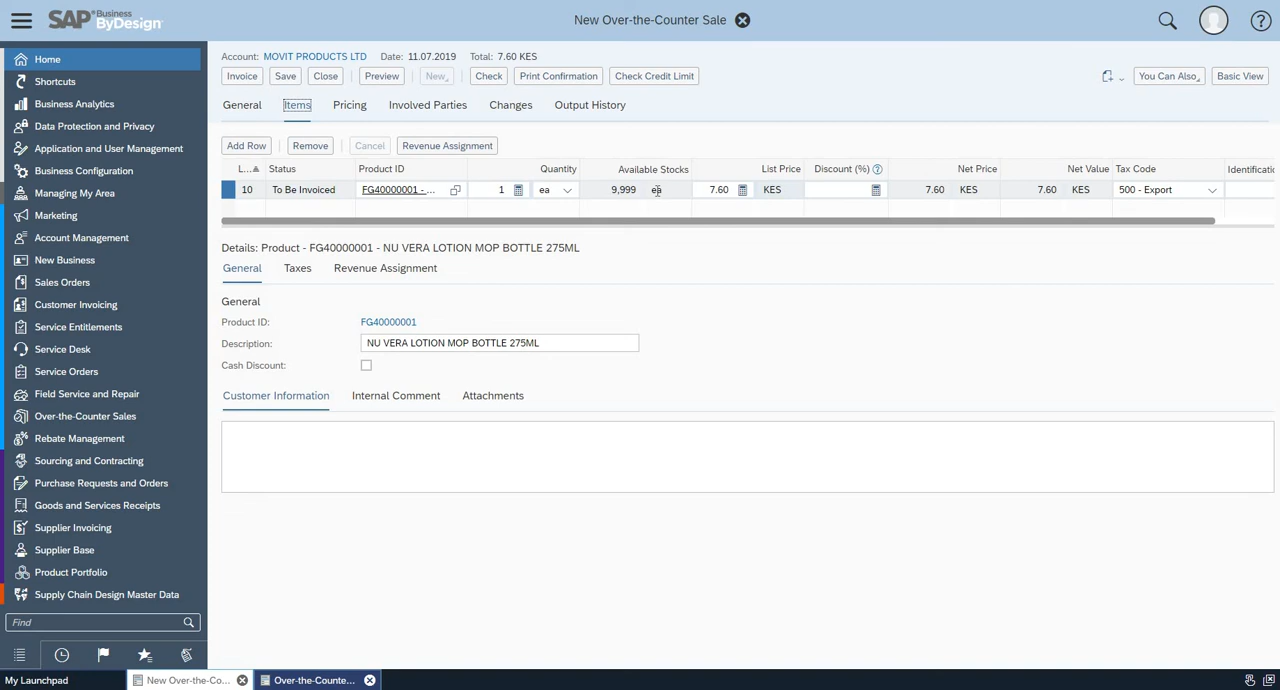 SAP Business ByDesign
New Over-the-Counter Sale
Home
Shortcuts
Business Analytics
Data Protection and Privacy
Application and User Management
Business Configuration
Managing My Area
Marketing
Account Management
New Business
Sales Orders
Customer Invoicing
Service Entitlements
Service Desk
Service Orders
Field Service and Repair
Over-the-Counter Sales
Rebate Management
Sourcing and Contracting
Purchase Requests and Orders
Goods and Services Receipts
Supplier Invoicing
Supplier Base
Product Portfolio
Supply Chain Design Master Data
Find
Account: MOVIT PRODUCTS LTD Date: 11.07.2019 Total: 7.60 KES
Invoice Save Close Preview New Check Print Confirmation Check Credit Limit You Can Also Basic View
General Items Pricing Involved Parties Changes Output History
Add Row Remove Cancel Revenue Assignment
L... Status Product ID Quantity Available Stocks List Price Discount (%) Net Price Net Value Tax Code
10 To Be Invoiced FG40000001 - ... 1 ea 9,999 ea 7.60 KES 7.60 KES 7.60 KES 500 - Export
Details: Product - FG40000001 - NU VERA LOTION MOP BOTTLE 275ML
General Taxes Revenue Assignment
General
Product ID: FG40000001
Description: NU VERA LOTION MOP BOTTLE 275ML
Cash Discount:
Customer Information Internal Comment Attachments
My Launchpad New Over-the-Co... Over-the-Counte...